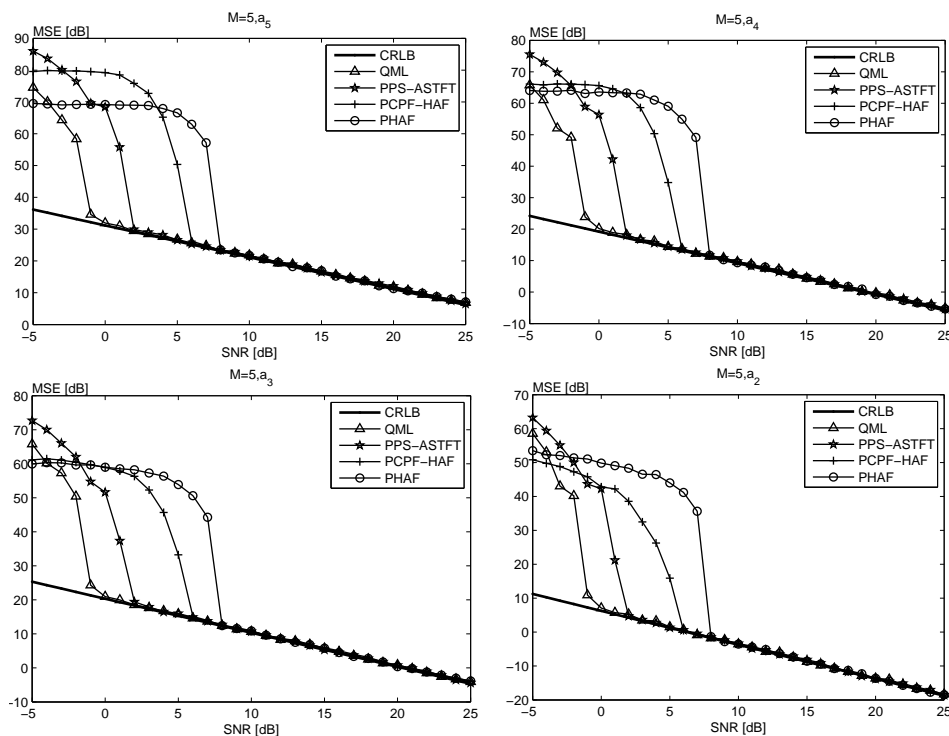 M=5,a5
MSE [dB]
90
80
70
60
50
40
30
20
10
0
−5
0
5
10
15
20
25
SNR [dB]
CRLB
QML
PPS−ASTFT
PCPF−HAF
PHAF
M=5,a4
MSE [dB]
80
70
60
50
40
30
20
10
0
−10
−5
0
5
10
15
20
25
SNR [dB]
CRLB
QML
PPS−ASTFT
PCPF−HAF
PHAF
M=5,a3
MSE [dB]
80
70
60
50
40
30
20
10
0
−10
−5
0
5
10
15
20
25
SNR [dB]
CRLB
QML
PPS−ASTFT
PCPF−HAF
PHAF
M=5,a2
MSE [dB]
70
60
50
40
30
20
10
0
−10
−20
−5
0
5
10
15
20
25
SNR [dB]
CRLB
QML
PPS−ASTFT
PCPF−HAF
PHAF